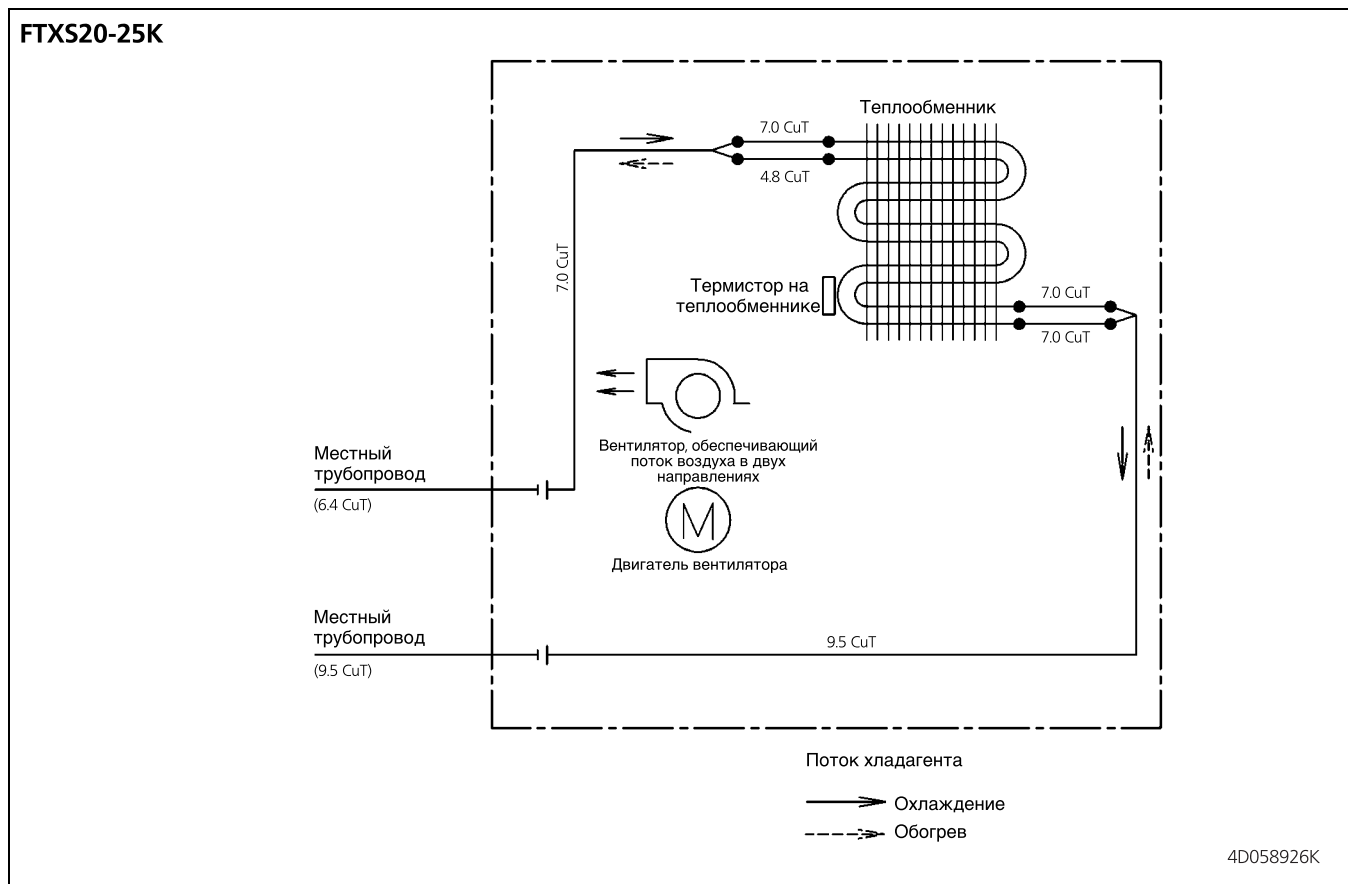 FTXS20-25K
Теплообменник
7.0 CuT
4.8 CuT
7.0 CuT
Термистор на
теплообменнике
7.0 CuT
7.0 CuT
Вентилятор, обеспечивающий
поток воздуха в двух
направлениях
Местный
трубопровод
(6.4 CuT)
M
Двигатель вентилятора
Местный
трубопровод
(9.5 CuT)
9.5 CuT
Поток хладагента
Охлаждение
Обогрев
4D058926K